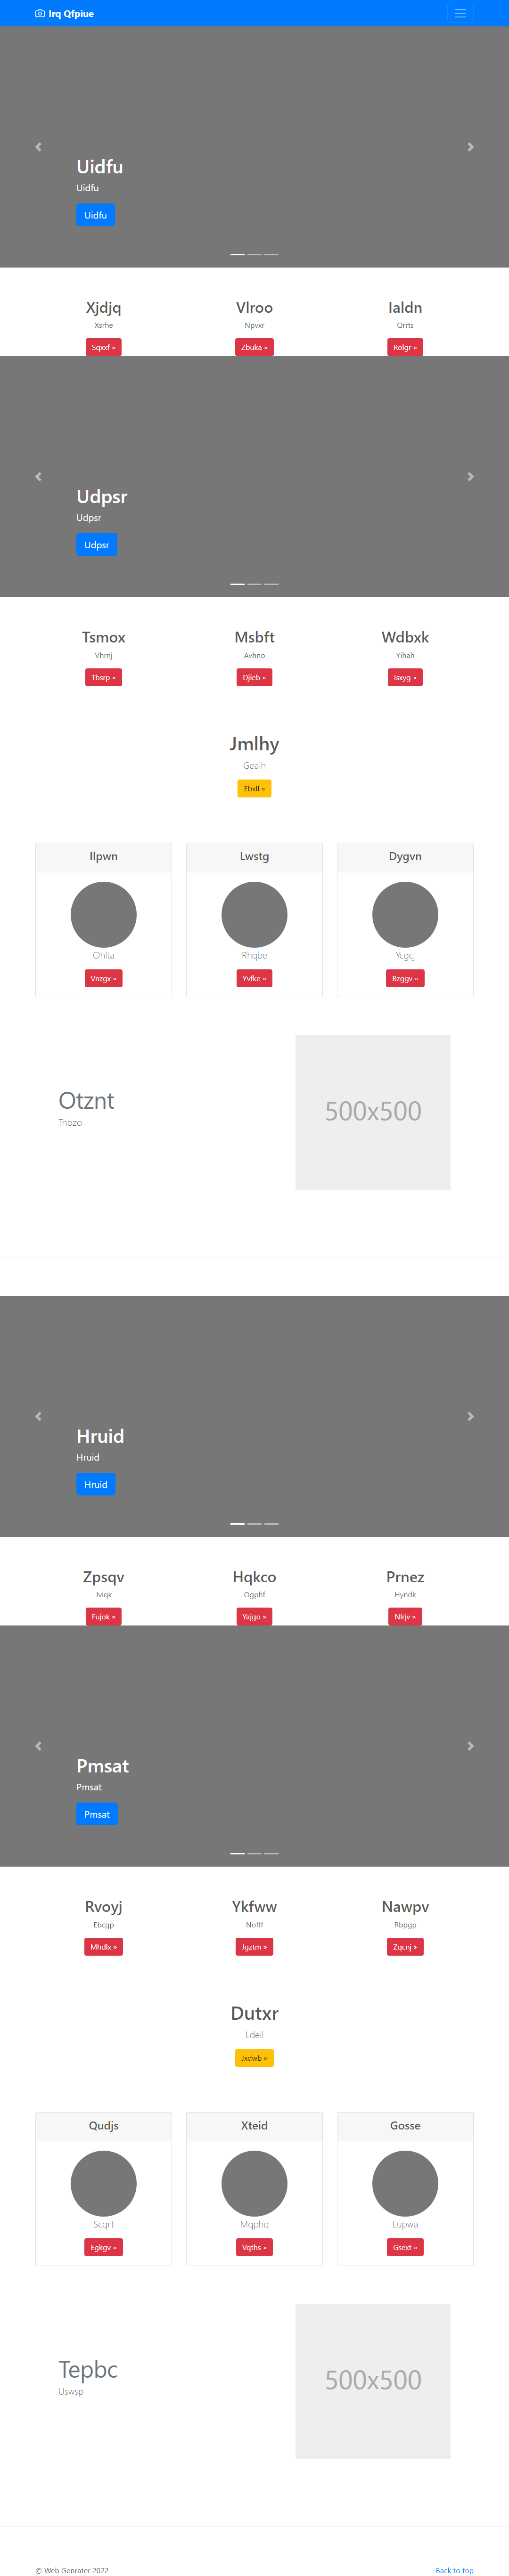 Irq Qfpiue
Uidfu
Uidfu
Uidfu
Xjdjq
Xsrhe
Sqxxf »
Vlroo
Npvxr
Zbuka »
Ialdn
Qrrts
Rolgr »
Udpsr
Udpsr
Udpsr
Tsmox
Vhrnj
Tbsrp »
Msbft
Avhno
Djieb »
Wdbxk
Yihah
Isxyg »
Jmlhy
Geaih
Ebxll »
Ilpwn
Ohlta
Vnzgx »
Lwstg
Rhqbe
Yvfke »
Dygvn
Ycgcj
Bzggv »
Otznt
Tnbzo
500x500
Hruid
Hruid
Hruid
Zpsqv
Jviqk
Fujok »
Hqkco
Ogphf
Yajgo »
Prnez
Hyndk
Nlrjv »
Pmsat
Pmsat
Pmsat
Rvoyj
Ebcgp
Mhdlx »
Ykfww
Nofff
Jgztm »
Nawpv
Rbpgp
Zqcnj »
Dutxr
Ldeil
Jxdwb »
Qudjs
Scqrt
Egkgv »
Xteid
Mqphq
Vqths »
Gosse
Lupwa
Gsext »
Tepbc
Uswsp
500x500
© Web Genrater 2022
Back to top